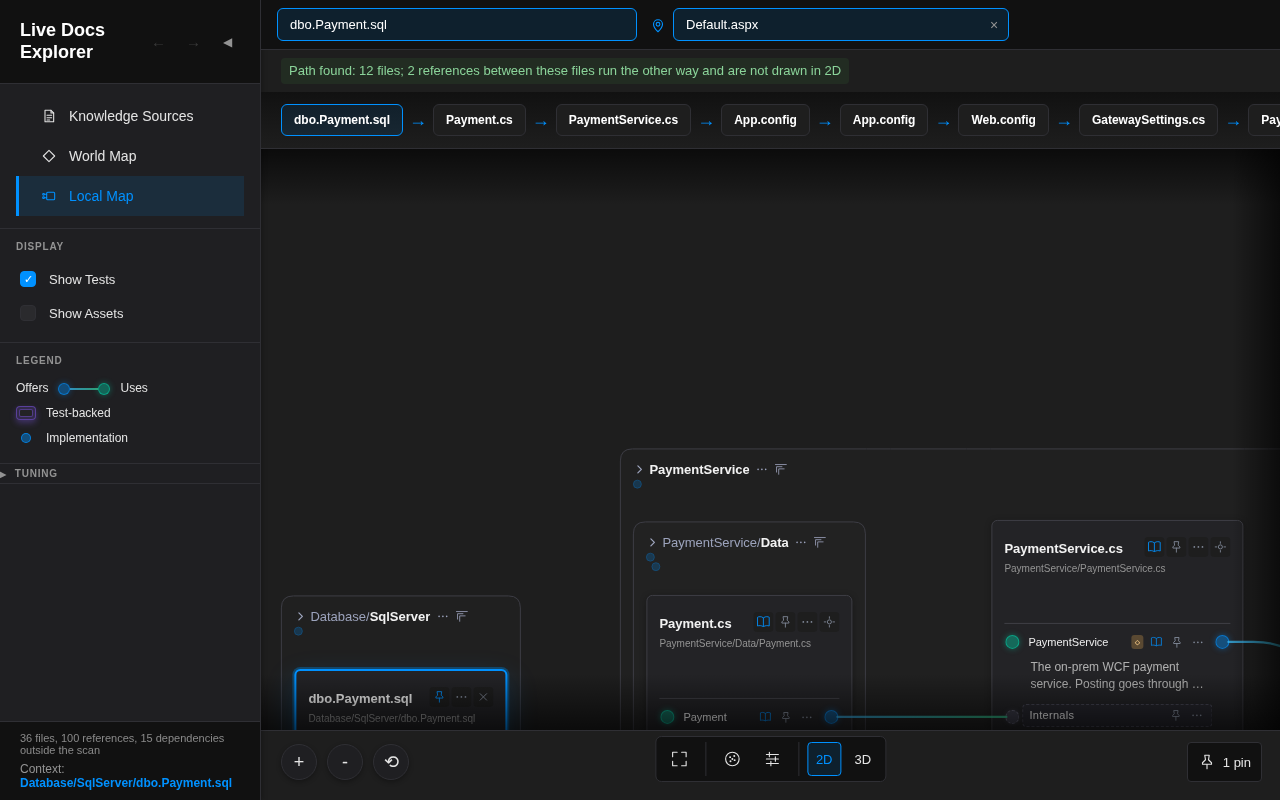 Live Docs
Explorer
dbo.Payment.sql
Default.aspx
Path found: 12 files; 2 references between these files run the other way and are not drawn in 2D
dbo.Payment.sql → Payment.cs → PaymentService.cs → App.config → App.config → Web.config → GatewaySettings.cs → Pay
Knowledge Sources
World Map
Local Map
DISPLAY
Show Tests
Show Assets
LEGEND
Offers Uses
Test-backed
Implementation
TUNING
PaymentService
PaymentService/Data
PaymentService.cs
PaymentService/PaymentService.cs
Database/SqlServer
Payment.cs
PaymentService/Data/Payment.cs
PaymentService
The on-prem WCF payment
service. Posting goes through …
dbo.Payment.sql
Database/SqlServer/dbo.Payment.sql
Payment
Internals
36 files, 100 references, 15 dependencies
outside the scan
Context:
Database/SqlServer/dbo.Payment.sql
+ - 2D 3D 1 pin